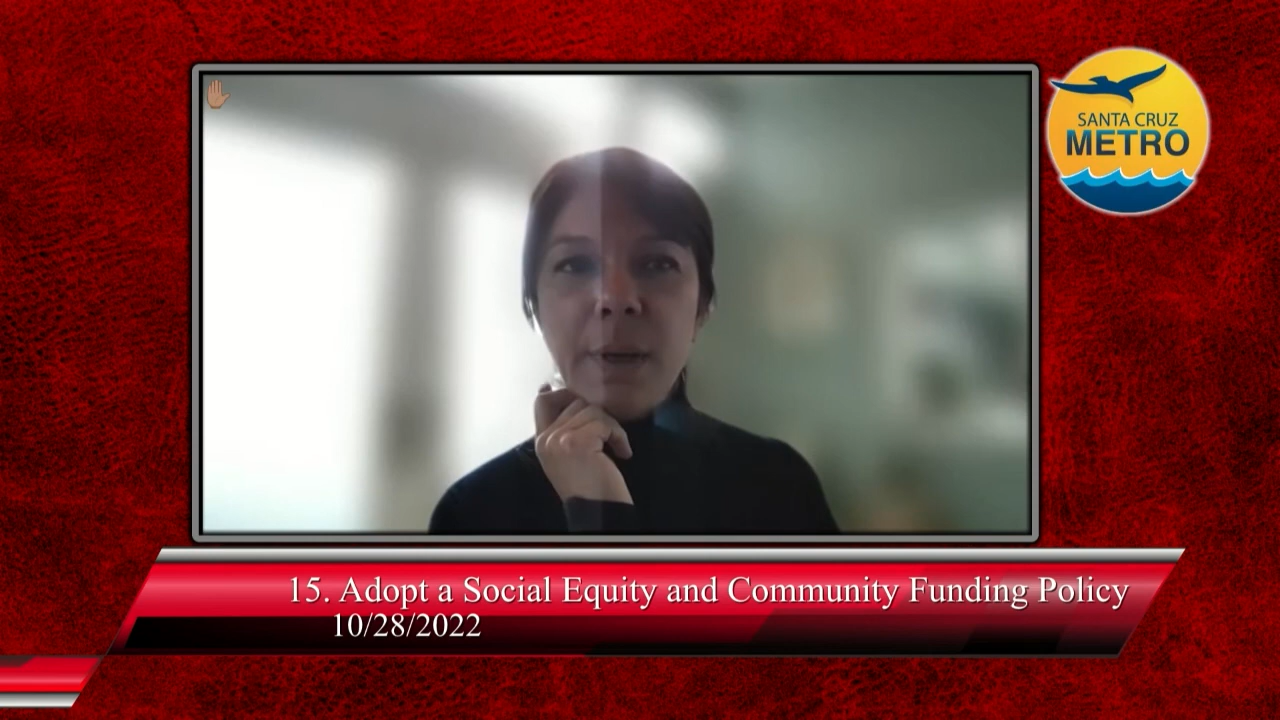 SANTA CRUZ
METRO
15. Adopt a Social Equity and Community Funding Policy
10/28/2022